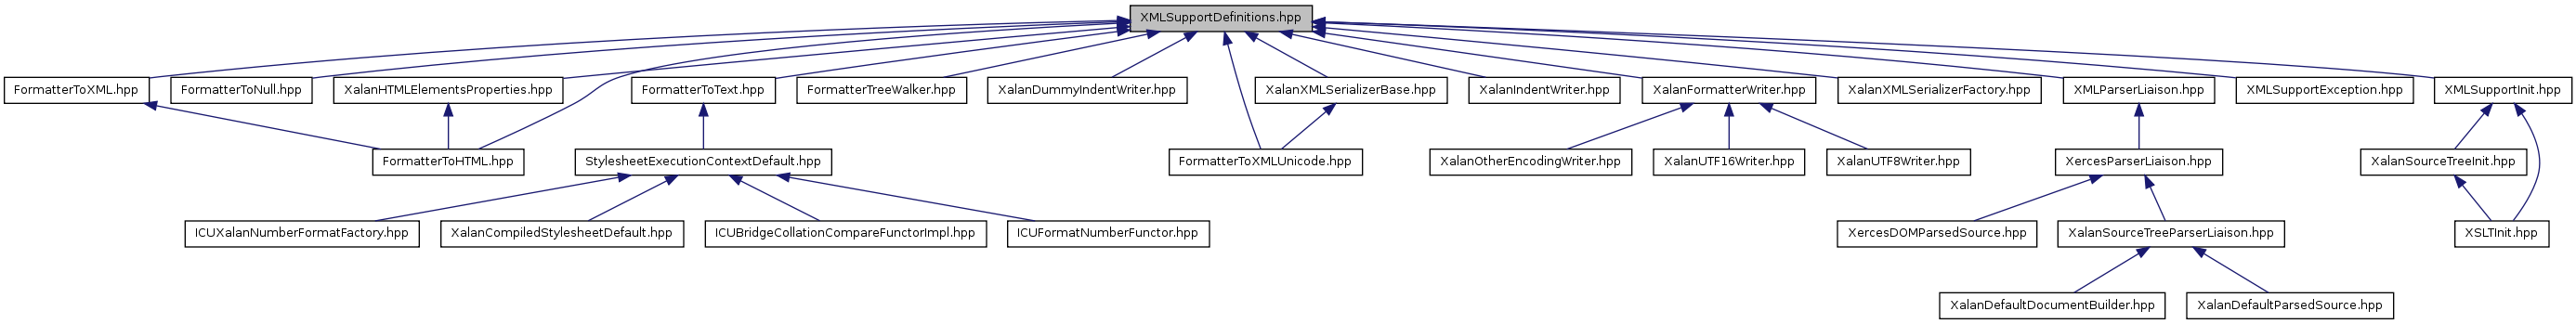 XMLSupportDefinitions.hpp
FormatterToXML.hpp
FormatterToNull.hpp
XalanHTMLElementsProperties.hpp
FormatterToText.hpp
FormatterTreeWalker.hpp
XalanDummyIndentWriter.hpp
XalanXMLSerializerBase.hpp
XalanIndentWriter.hpp
XalanFormatterWriter.hpp
XalanXMLSerializerFactory.hpp
XMLParserLiaison.hpp
XMLSupportException.hpp
XMLSupportInit.hpp
FormatterToHTML.hpp
StylesheetExecutionContextDefault.hpp
FormatterToXMLUnicode.hpp
XalanOtherEncodingWriter.hpp
XalanUTF16Writer.hpp
XalanUTF8Writer.hpp
XercesParserLiaison.hpp
XalanSourceTreeInit.hpp
ICUXalanNumberFormatFactory.hpp
XalanCompiledStylesheetDefault.hpp
ICUBridgeCollationCompareFunctorImpl.hpp
ICUFormatNumberFunctor.hpp
XercesDOMParsedSource.hpp
XalanSourceTreeParserLiaison.hpp
XSLTInit.hpp
XalanDefaultDocumentBuilder.hpp
XalanDefaultParsedSource.hpp